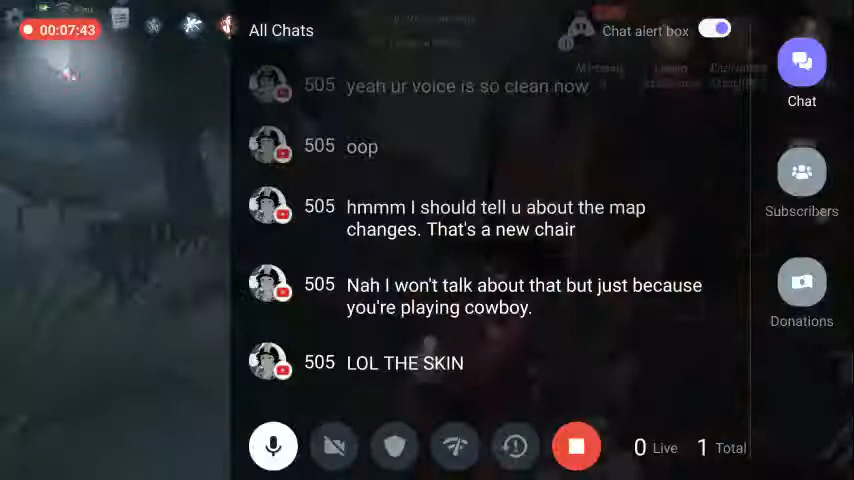 00:07:43
All Chats
Chat alert box
505 yeah ur voice is so clean now
505 oop
505 hmmm I should tell u about the map
changes. That's a new chair
505 Nah I won't talk about that but just because
you're playing cowboy.
505 LOL THE SKIN
Chat
Subscribers
Donations
0 Live 1 Total